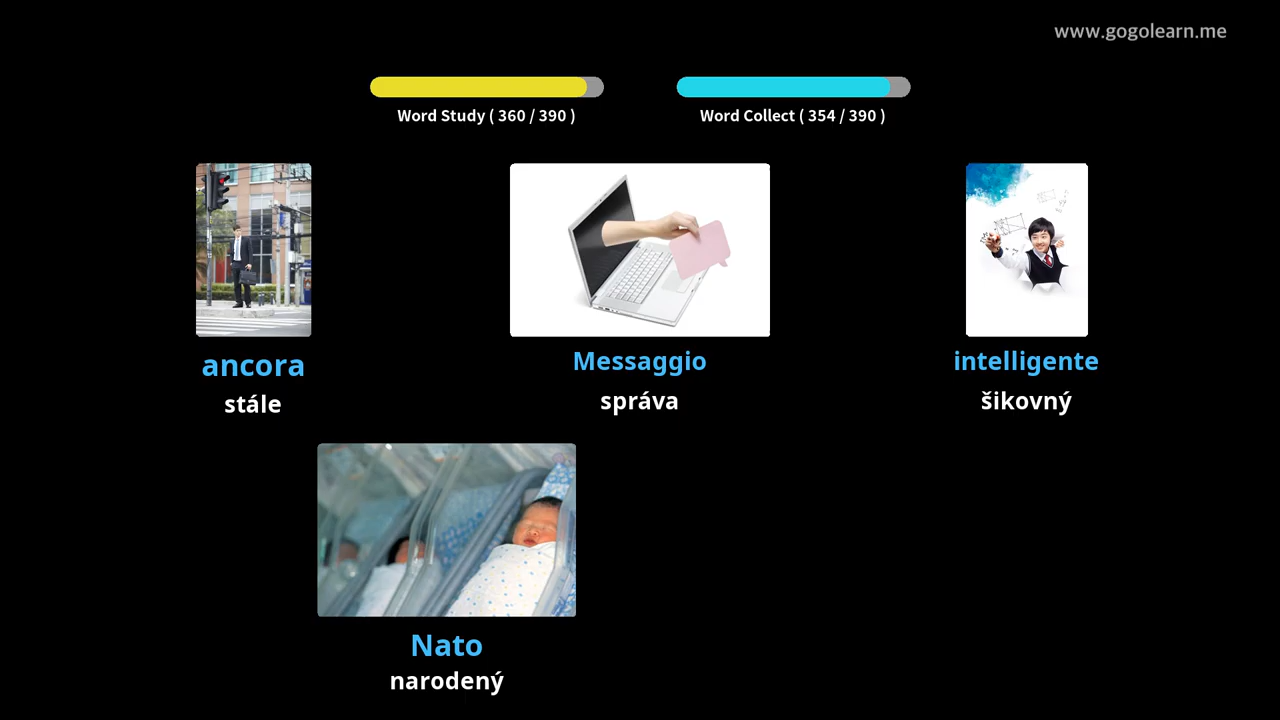 www.gogolearn.me
Word Study ( 360 / 390 )
Word Collect ( 354 / 390 )
ancora
stále
Messaggio
správa
intelligente
šikovný
Nato
narodený